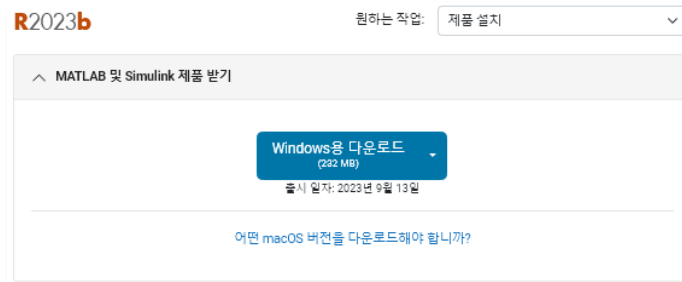 R2023b
원하는 작업: 제품 설치
MATLAB 및 Simulink 제품 받기
Windows용 다운로드
(232 MB)
출시 일자: 2023년 9월 13일
어떤 macOS 버전을 다운로드해야 합니까?